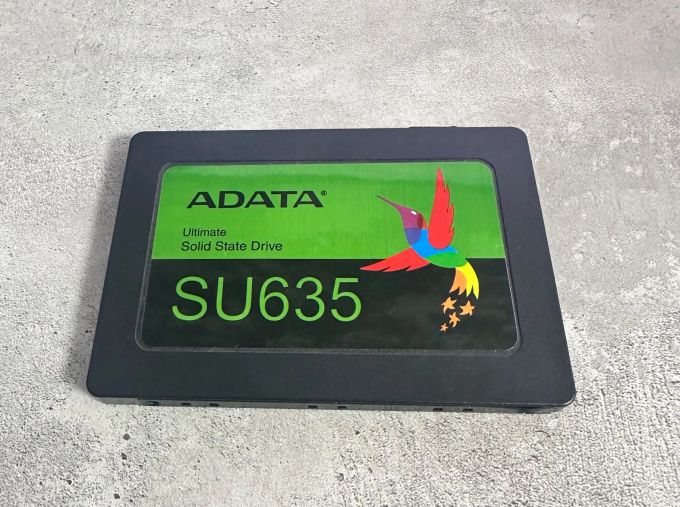 ADATA®
Ultimate
Solid State Drive
SU635